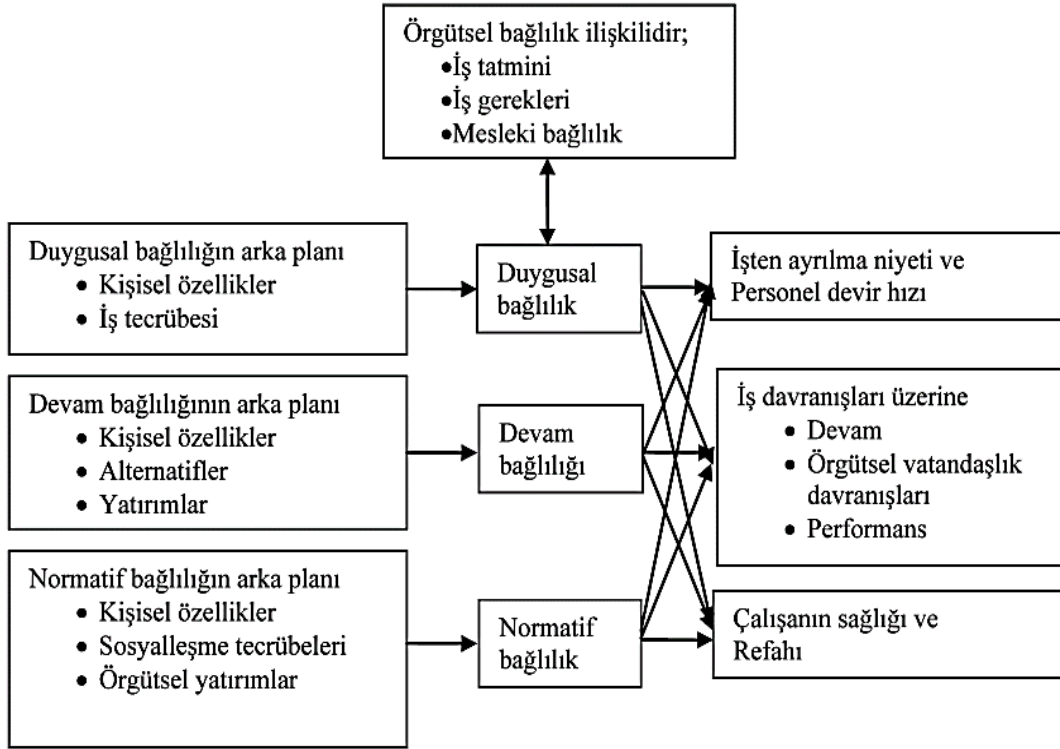 Örgütsel bağlılık ilişkilidir;
•İş tatmini
•İş gerekleri
•Mesleki bağlılık
Duygusal bağlılığın arka planı
• Kişisel özellikler
• İş tecrübesi
Duygusal
bağlılık
İşten ayrılma niyeti ve
Personel devir hızı
Devam bağlılığının arka planı
• Kişisel özellikler
• Alternatifler
• Yatırımlar
Devam
bağlılığı
İş davranışları üzerine
• Devam
• Örgütsel vatandaşlık
davranışları
• Performans
Normatif bağlılığın arka planı
• Kişisel özellikler
• Sosyalleşme tecrübeleri
• Örgütsel yatırımlar
Normatif
bağlılık
Çalışanın sağlığı ve
Refahı